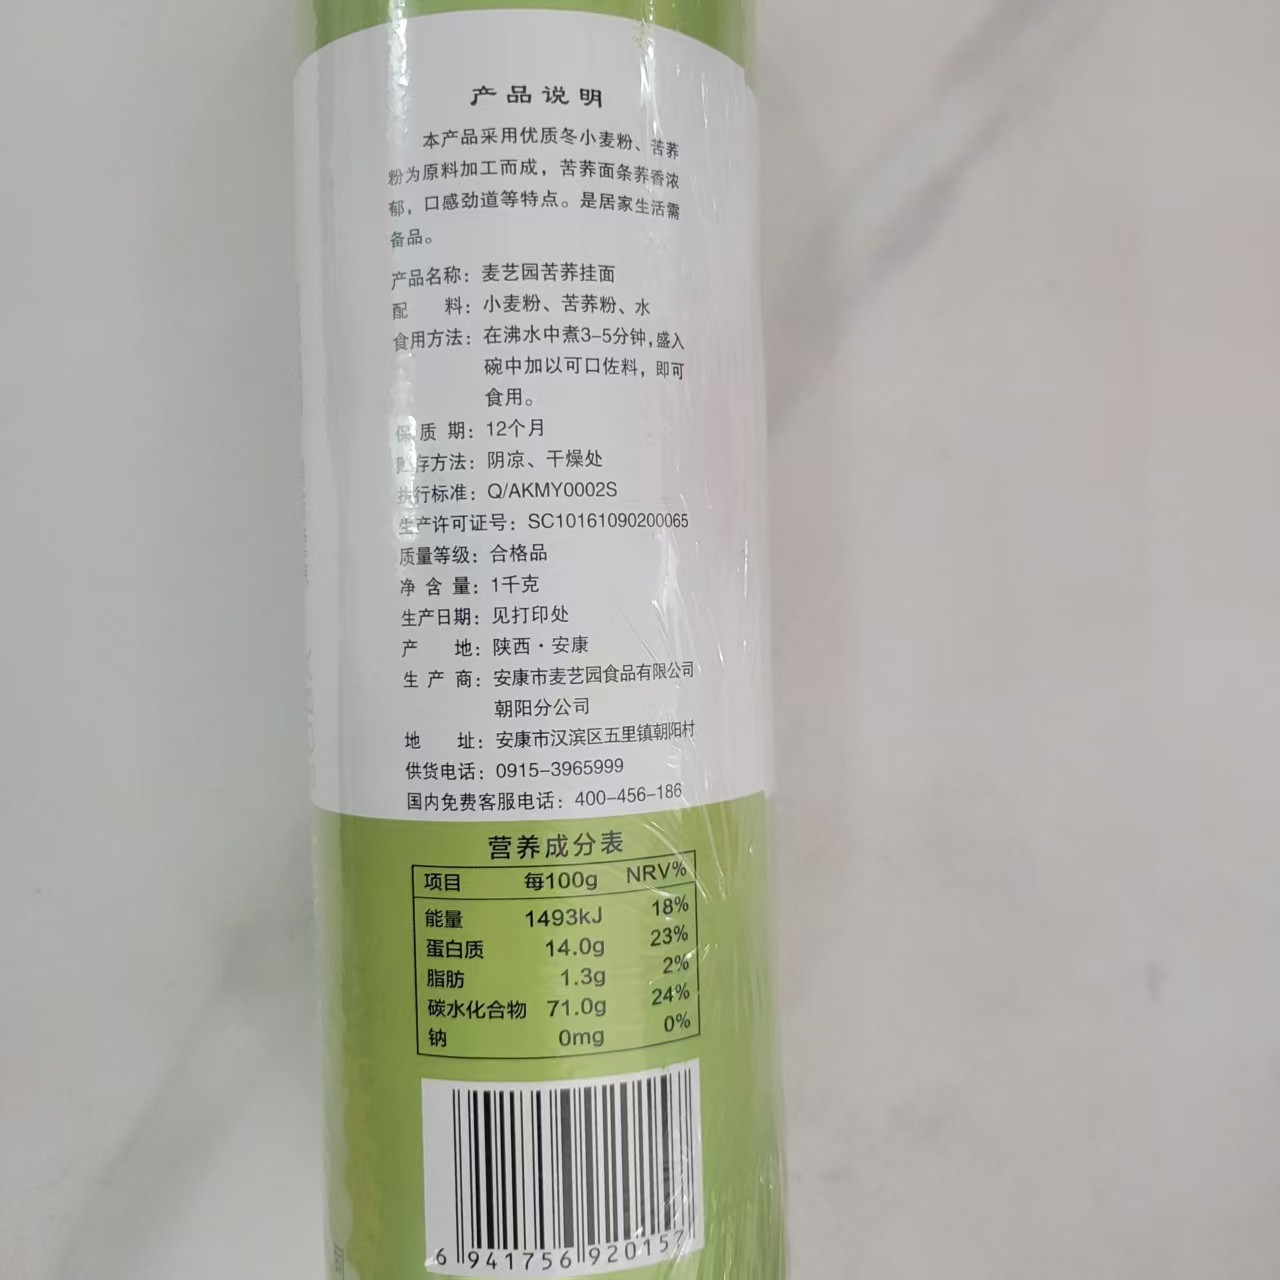 产品说明
本产品采用优质冬小麦粉、苦荞
粉为原料加工而成，苦荞面条荞香浓
郁，口感劲道等特点。是居家生活需
备品。
产品名称：麦艺园苦荞挂面
配 料：小麦粉、苦荞粉、水
食用方法：在沸水中煮3-5分钟,盛入
碗中加以可口佐料，即可
食用。
保质期：12个月
贮存方法：阴凉、干燥处
执行标准：Q/AKMY0002S
生产许可证号：SC10161090200065
质量等级：合格品
净含量：1千克
生产日期：见打印处
产 地：陕西·安康
生产商：安康市麦艺园食品有限公司
朝阳分公司
地 址：安康市汉滨区五里镇朝阳村
供货电话：0915-3965999
国内免费客服电话：400-456-186
营养成分表
项目 每100g NRV%
能量 1493kJ 18%
蛋白质 14.0g 23%
脂肪 1.3g 2%
碳水化合物 71.0g 24%
钠 0mg 0%
6 941756 920157